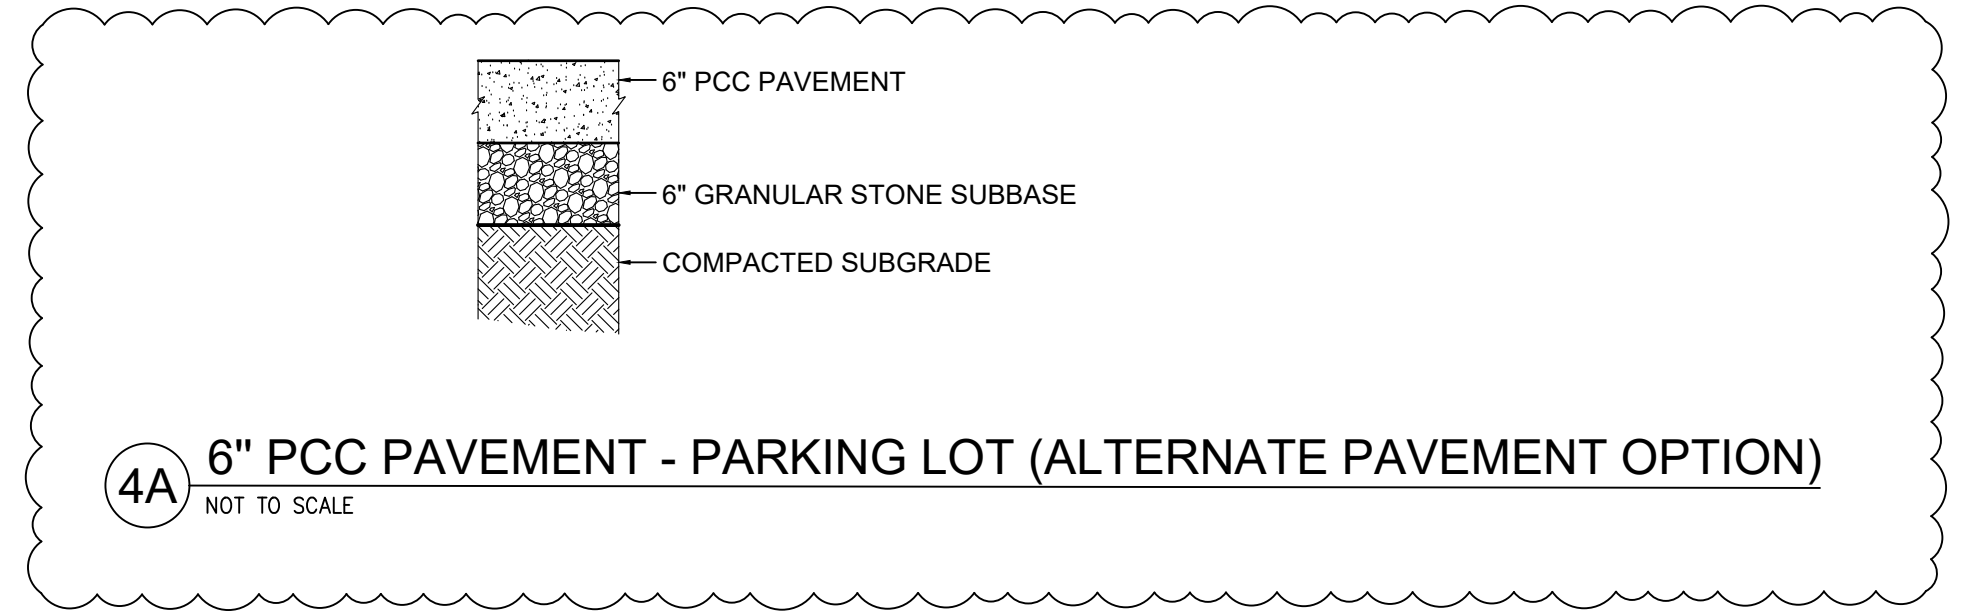 6" PCC PAVEMENT
6" GRANULAR STONE SUBBASE
COMPACTED SUBGRADE
4A
6" PCC PAVEMENT - PARKING LOT (ALTERNATE PAVEMENT OPTION)
NOT TO SCALE